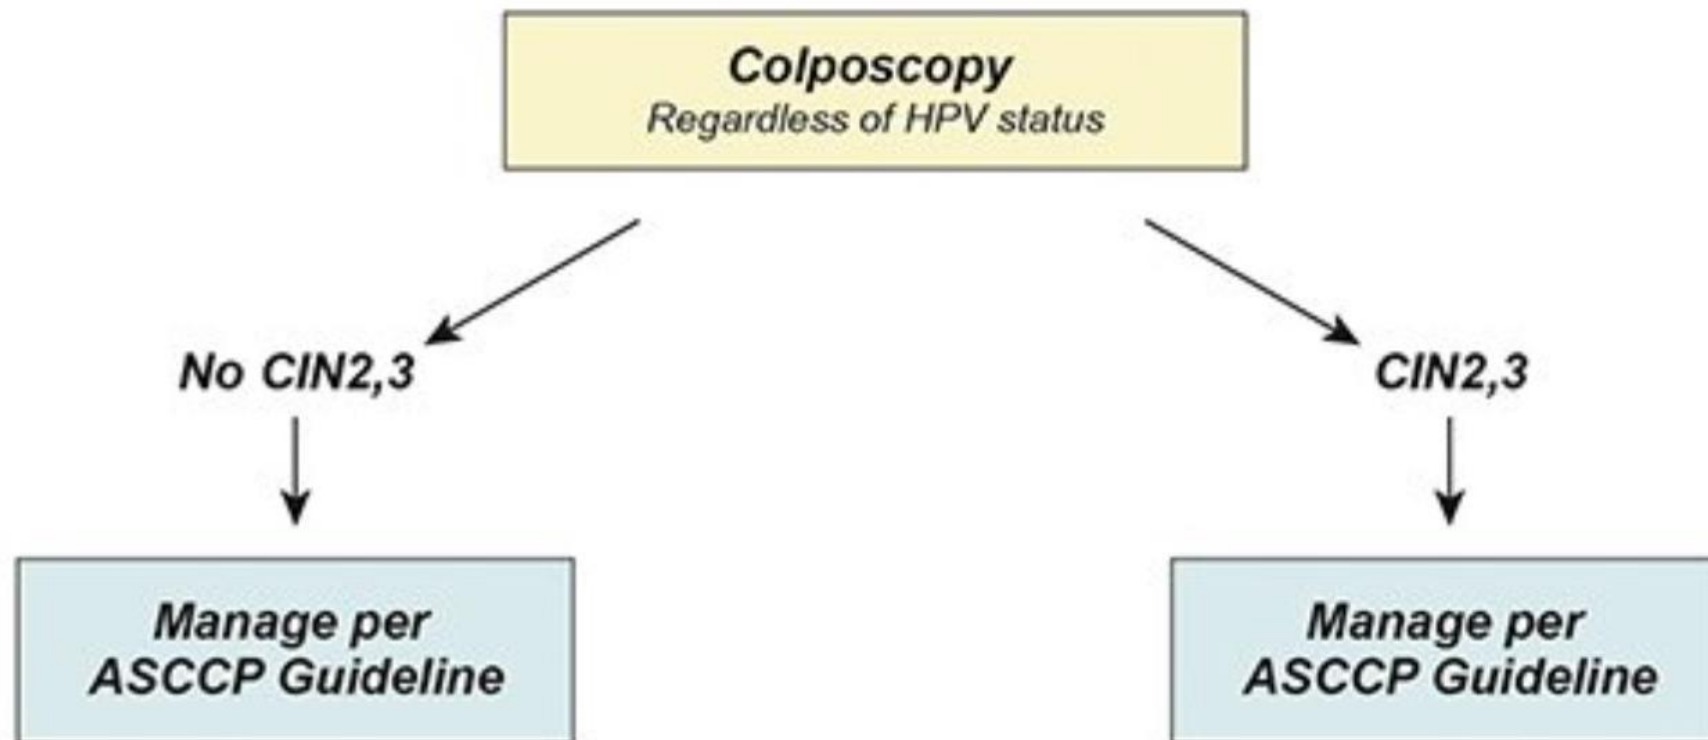 Colposcopy
Regardless of HPV status
No CIN2,3
CIN2,3
Manage per
ASCCP Guideline
Manage per
ASCCP Guideline